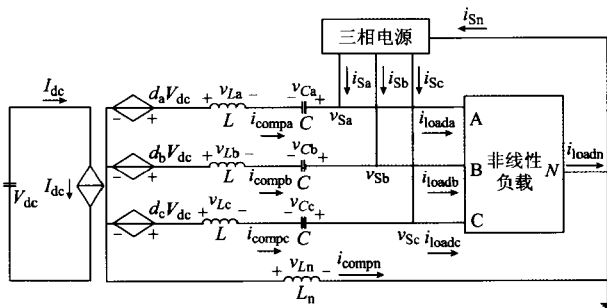 三相电源
i_Sn
i_Sa i_Sb i_Sc
I_dc
d_aV_dc + v_La − − v_Ca +
− + L i_compa C v_Sa i_loada A
非线性负载 N i_loadn
V_dc I_dc
d_bV_dc + v_Lb − − v_Cb +
− + L i_compb C v_Sb i_loadb B
d_cV_dc + v_Lc − − v_Cc +
− + L i_compc C v_Sc i_loadc C
+ v_Ln − i_compn
L_n